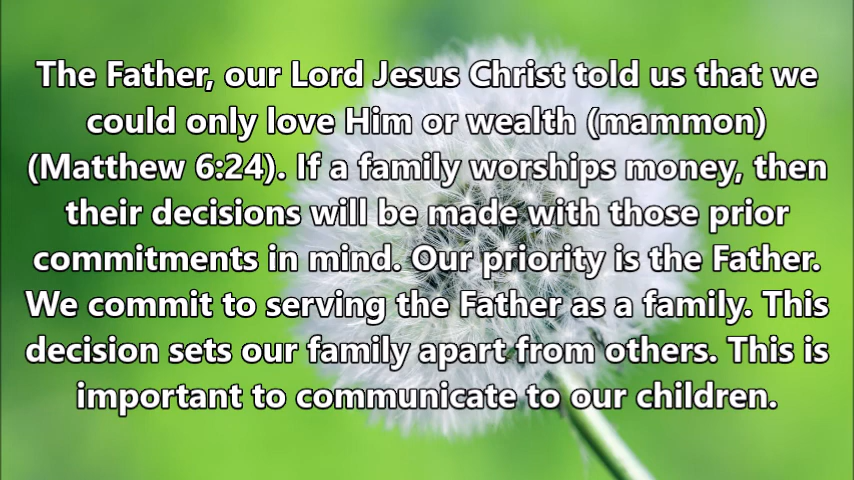 The Father, our Lord Jesus Christ told us that we
could only love Him or wealth (mammon)
(Matthew 6:24). If a family worships money, then
their decisions will be made with those prior
commitments in mind. Our priority is the Father.
We commit to serving the Father as a family. This
decision sets our family apart from others. This is
important to communicate to our children.